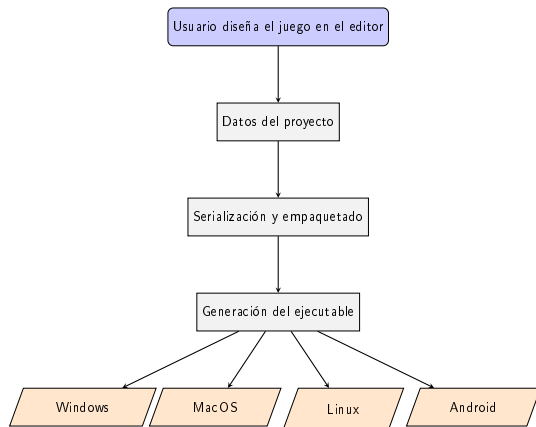 Usuario diseña el juego en el editor
Datos del proyecto
Serialización y empaquetado
Generación del ejecutable
Windows
MacOS
Linux
Android